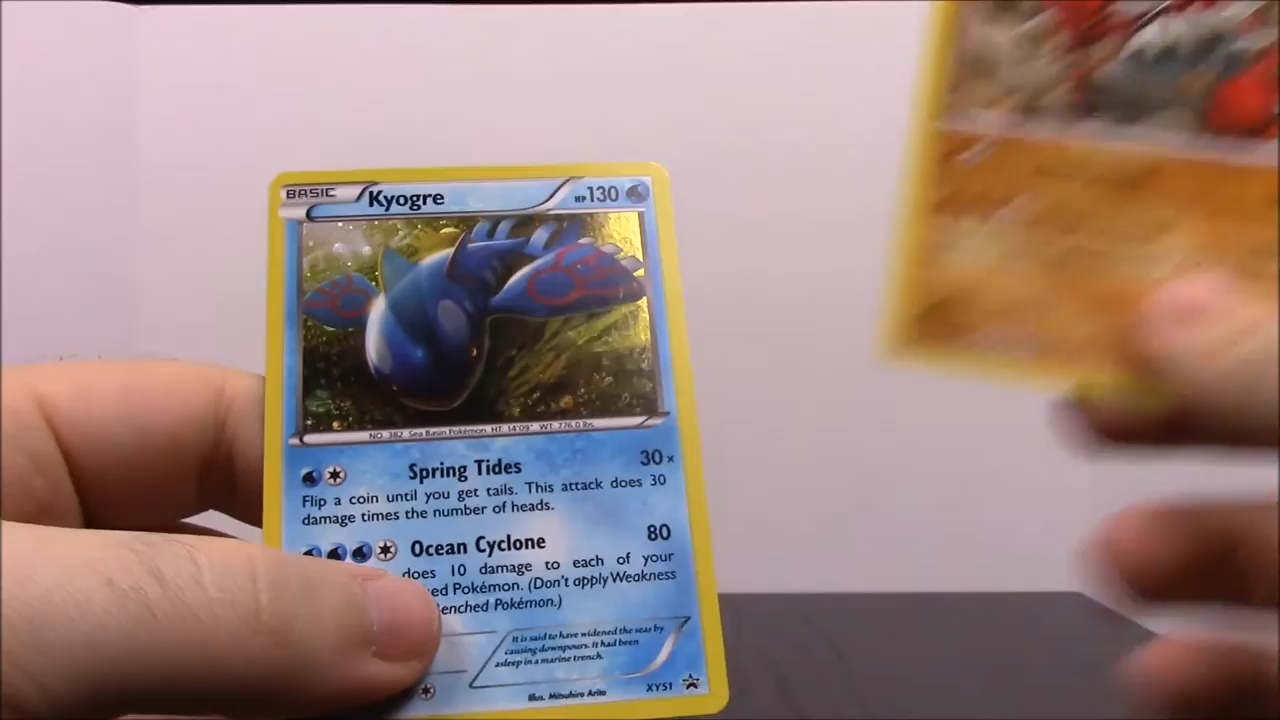 BASIC Kyogre HP130
NO. 382 Sea Basin Pokémon. HT: 14'09" WT: 776.0 lbs.
Spring Tides 30x
Flip a coin until you get tails. This attack does 30
damage times the number of heads.
Ocean Cyclone 80
does 10 damage to each of your
Pokémon. (Don't apply Weakness
Benched Pokémon.)
It is said to have widened the seas by
causing downpours. It had been
asleep in a marine trench.
Illus. Mitsuhiro Arita XY51